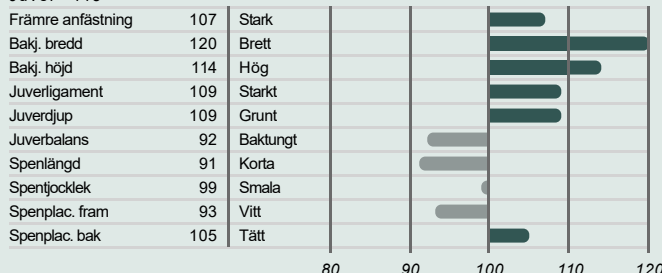 Främre anfästning 107 Stark
Bakj. bredd 120 Brett
Bakj. höjd 114 Hög
Juverligament 109 Starkt
Juverdjup 109 Grunt
Juverbalans 92 Baktungt
Spenlängd 91 Korta
Spentjocklek 99 Smala
Spenplac. fram 93 Vitt
Spenplac. bak 105 Tätt
80 90 100 110 120